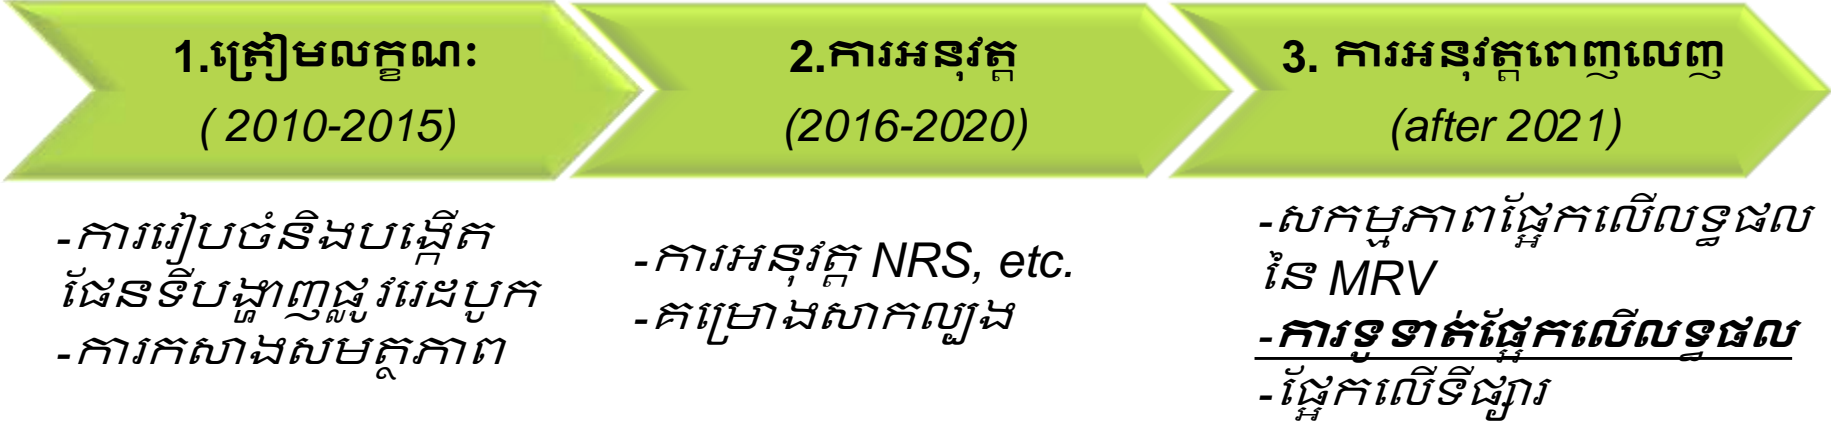 1.ត្រៀមលក្ខណៈ
( 2010-2015)
-ការរៀបចំនិងបង្កើត
ផែនទីបង្ហាញផ្លូវរេដបូក
-ការកសាងសមត្ថភាព
2.ការអនុវត្ត
(2016-2020)
-ការអនុវត្ត NRS, etc.
-គម្រោងសាកល្បង
3. ការអនុវត្តពេញលេញ
(after 2021)
-សកម្មភាពផ្អែកលើលទ្ធផល
នៃ MRV
-ការទូទាត់ផ្អែកលើលទ្ធផល
-ផ្អែកលើទីផ្សារ